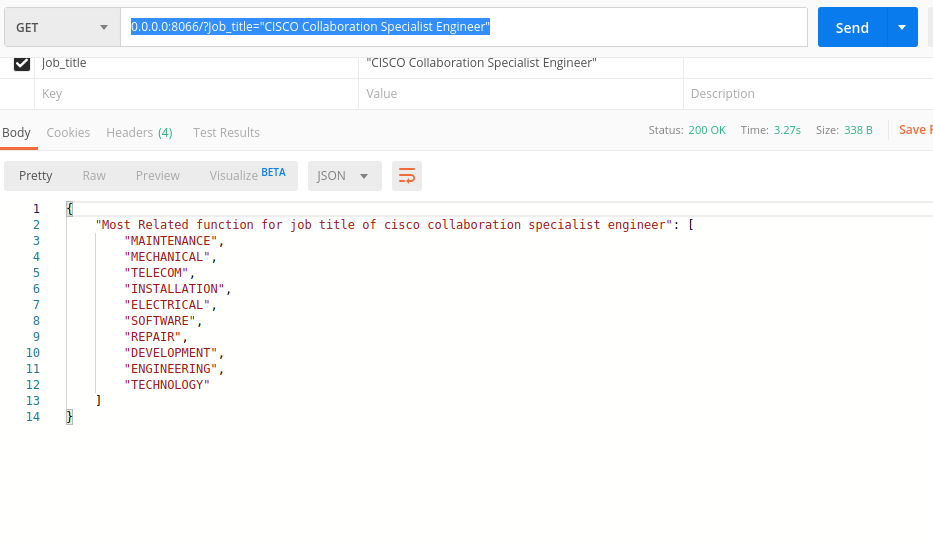 GET 0.0.0.0:8066/?Job_title="CISCO Collaboration Specialist Engineer" Send
Job_title "CISCO Collaboration Specialist Engineer"
Key Value Description
Body Cookies Headers (4) Test Results Status: 200 OK Time: 3.27s Size: 338 B Save
Pretty Raw Preview Visualize BETA JSON
1 {
2 "Most Related function for job title of cisco collaboration specialist engineer": [
3 "MAINTENANCE",
4 "MECHANICAL",
5 "TELECOM",
6 "INSTALLATION",
7 "ELECTRICAL",
8 "SOFTWARE",
9 "REPAIR",
10 "DEVELOPMENT",
11 "ENGINEERING",
12 "TECHNOLOGY"
13 ]
14 }